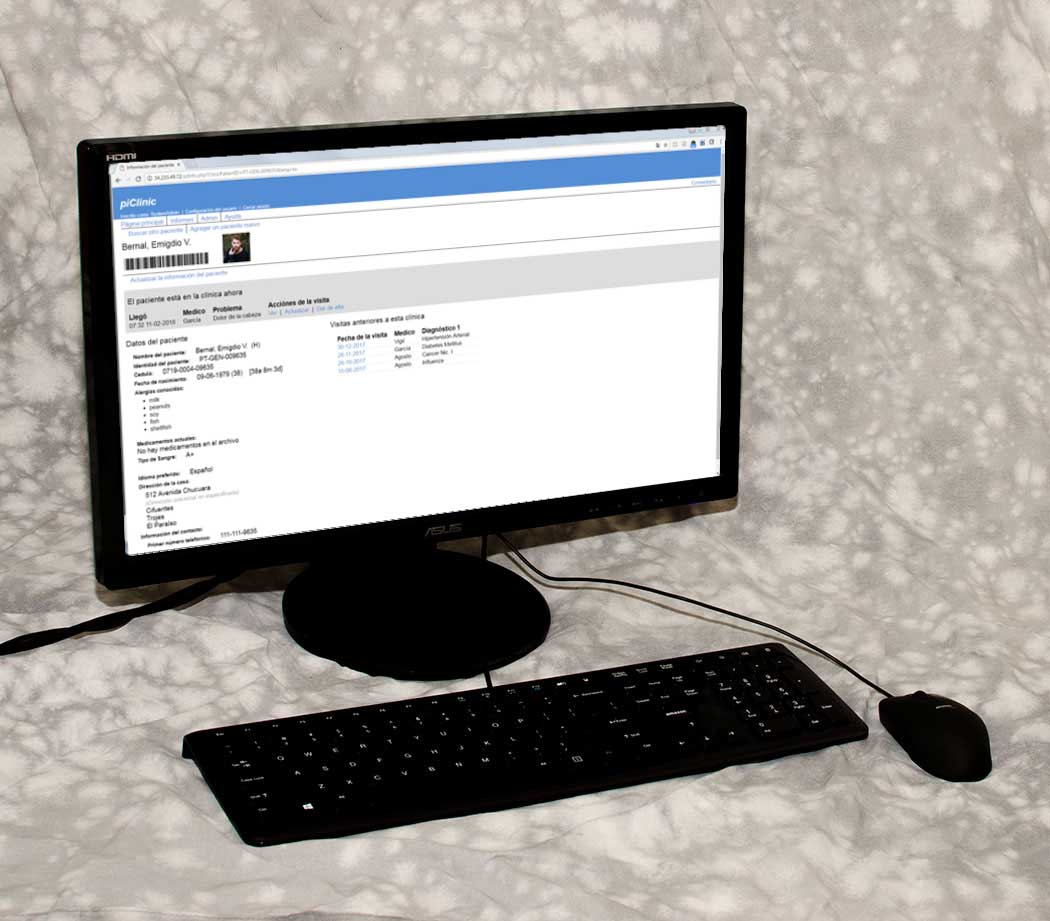 HDMI
Información del paciente
piClinic
Comentario
Página principal | Informes | Admin | Ayuda
Buscar otro paciente | Agregar un paciente nuevo
Bernal, Emigdio V.
Actualizar la información del paciente
El paciente está en la clínica ahora
Llegó Medico Problema Acciónes de la visita
07:32 11-02-2018 García Dolor de la cabeza Ver | Actualizar | Dar de alta
Datos del paciente
Nombre del paciente: Bernal, Emigdio V. (H)
Identidad del paciente: PT-GEN-009635
Cedula: 0719-0004-09635
Fecha de nacimiento: 09-06-1979 (38) [38a 8m 3d]
Alergias conocidas:
milk
peanuts
soy
fish
shellfish
Medicamentos actuales:
No hay medicamentos en el archivo
Tipo de Sangre: A+
Idioma preferido: Español
Dirección de la casa:
512 Avenida Chucuara
Cifuentes
Trojes
El Paraíso
Información del contacto:
Primer número telefónico: 111-111-9635
Visitas anteriores a esta clínica
Fecha de la visita Medico Diagnóstico 1
30-12-2017 Vigil Hipertensión Arterial
26-11-2017 García Diabetes Mellitus
26-10-2017 Agosto Cancer No. 1
Agosto Influenza
ASUS
Q W E R T Y U I O P
A S D F G H J K L
Z X C V B N M
amazon